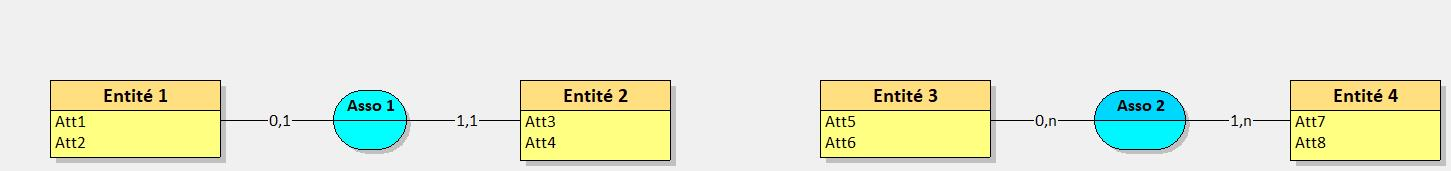 Entité 1
Att1
Att2
0,1
Asso 1
1,1
Entité 2
Att3
Att4
Entité 3
Att5
Att6
0,n
Asso 2
1,n
Entité 4
Att7
Att8